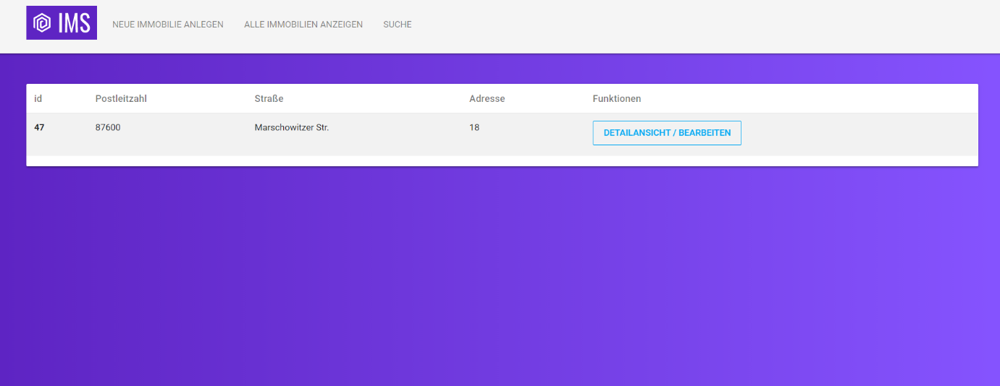 IMS NEUE IMMOBILIE ANLEGEN ALLE IMMOBILIEN ANZEIGEN SUCHE
id Postleitzahl Straße Adresse Funktionen
47 87600 Marschowitzer Str. 18 DETAILANSICHT / BEARBEITEN